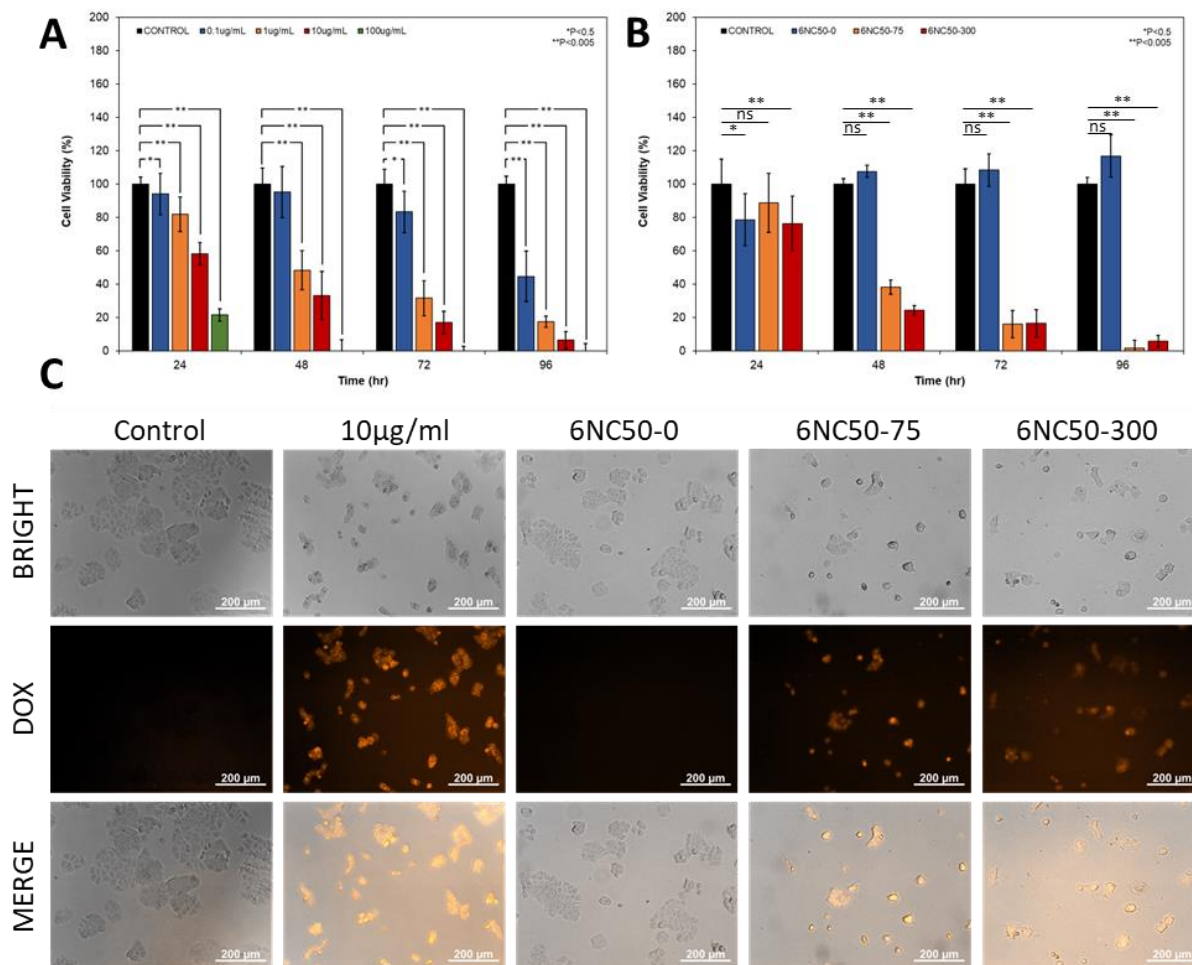 A
CONTROL 0.1ug/mL 1ug/mL 10ug/mL 100ug/mL
*P<0.5
**P<0.005
200
180
160
140
120
100
80
60
40
20
0
Cell Viability (%)
** ** ** *
** ** **
** ** ** *
** ** ** **
24 48 72 96
Time (hr)
B
CONTROL 6NC50-0 6NC50-75 6NC50-300
*P<0.5
**P<0.005
200
180
160
140
120
100
80
60
40
20
0
Cell Viability (%)
** ns *
** ** ns
** ** ns
** ** ns
24 48 72 96
Time (hr)
C
Control 10µg/ml 6NC50-0 6NC50-75 6NC50-300
BRIGHT
200 µm 200 µm 200 µm 200 µm 200 µm
DOX
200 µm 200 µm 200 µm 200 µm 200 µm
MERGE
200 µm 200 µm 200 µm 200 µm 200 µm